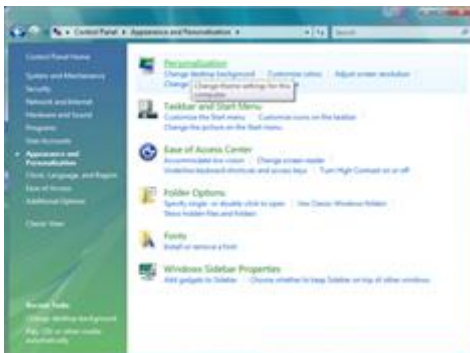 Control Panel ▸ Appearance and Personalization ▸
Search
Control Panel Home
System and Maintenance
Security
Network and Internet
Hardware and Sound
Programs
User Accounts
Appearance and
Personalization
Clock, Language, and Region
Ease of Access
Additional Options
Classic View
Recent Tasks
Change desktop background
Play CDs or other media
automatically
Personalization
Change desktop background
Customize colors
Adjust screen resolution
Change
Change theme settings for this
computer.
Taskbar and Start Menu
Customize the Start menu
Customize icons on the taskbar
Change the picture on the Start menu
Ease of Access Center
Accommodate low vision
Change screen reader
Underline keyboard shortcuts and access keys
Turn High Contrast on or off
Folder Options
Specify single- or double-click to open
Use Classic Windows folders
Show hidden files and folders
Fonts
Install or remove a font
Windows Sidebar Properties
Add gadgets to Sidebar
Choose whether to keep Sidebar on top of other windows